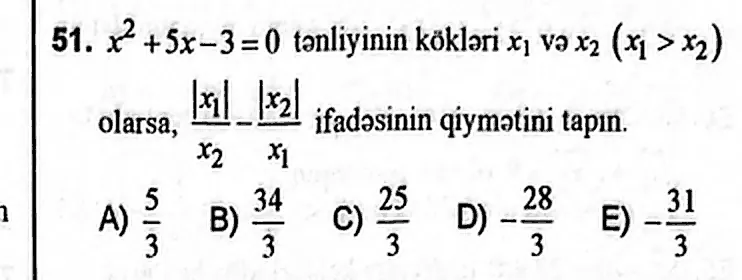 51. x² + 5x − 3 = 0 tənliyinin kökləri x₁ və x₂ (x₁ > x₂)
olarsa, |x₁|/x₂ − |x₂|/x₁ ifadəsinin qiymətini tapın.
A) 5/3 B) 34/3 C) 25/3 D) −28/3 E) −31/3